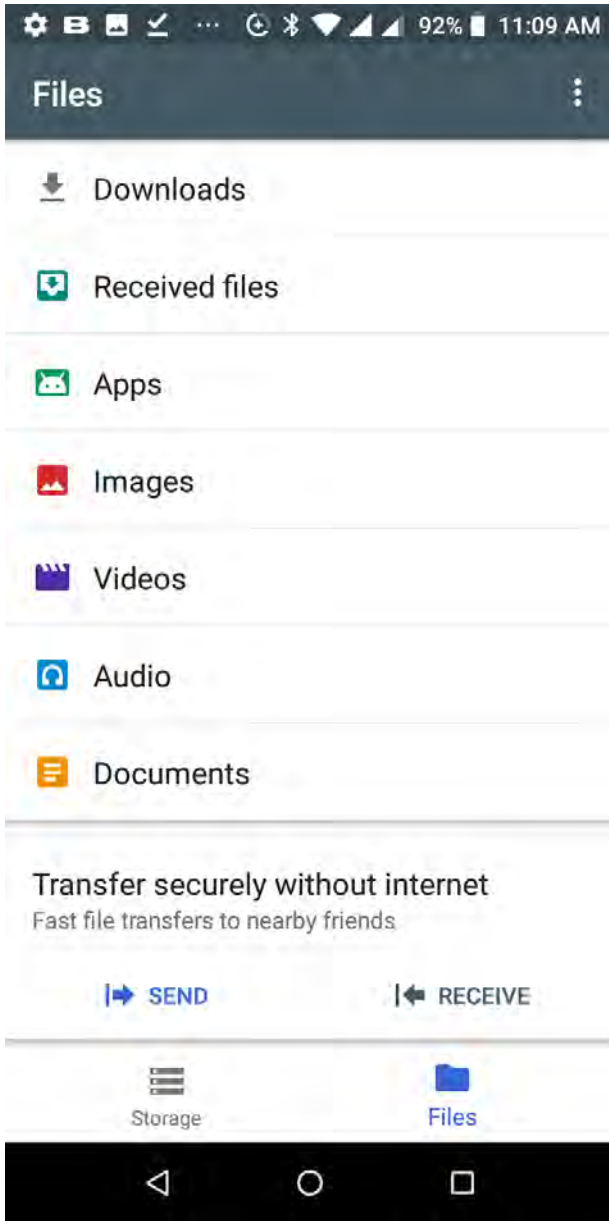 92% 11:09 AM
Files
Downloads
Received files
Apps
Images
Videos
Audio
Documents
Transfer securely without internet
Fast file transfers to nearby friends
SEND RECEIVE
Storage Files